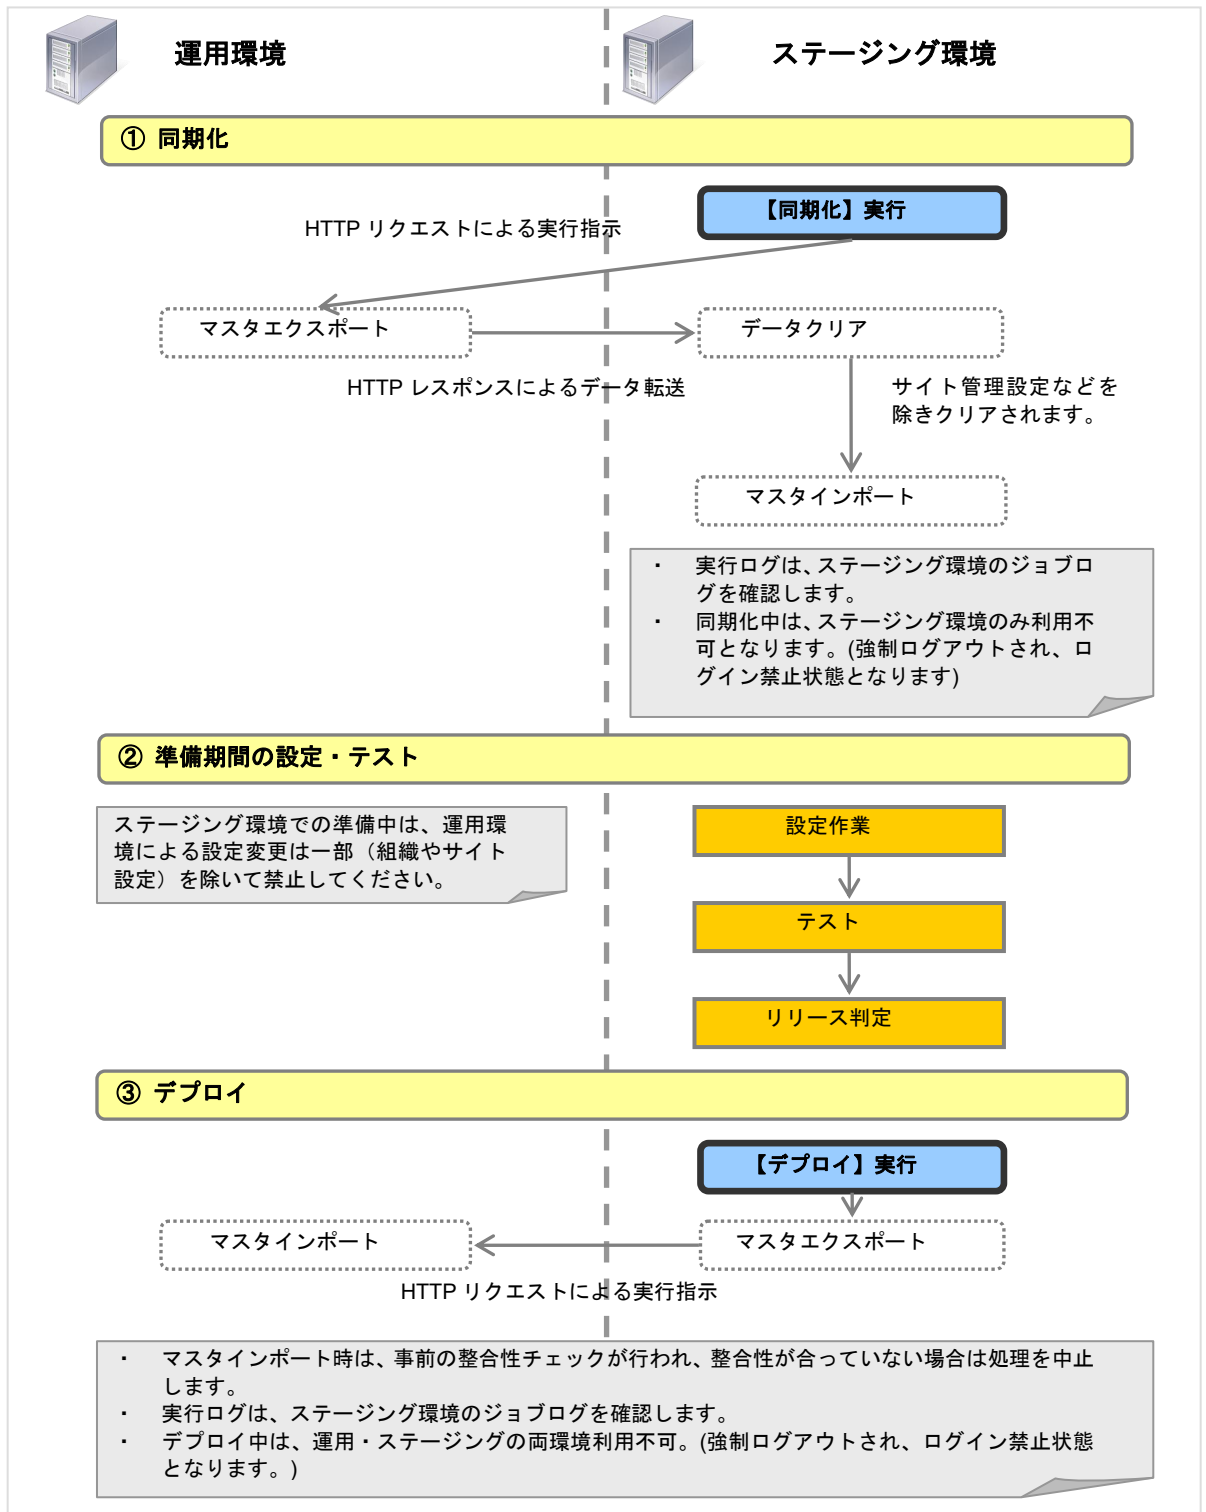 運用環境
ステージング環境
① 同期化
【同期化】実行
HTTP リクエストによる実行指示
マスタエクスポート
データクリア
HTTP レスポンスによるデータ転送
サイト管理設定などを
除きクリアされます。
マスタインポート
・ 実行ログは、ステージング環境のジョブロ
グを確認します。
・ 同期化中は、ステージング環境のみ利用不
可となります。(強制ログアウトされ、ロ
グイン禁止状態となります)
② 準備期間の設定・テスト
ステージング環境での準備中は、運用環
境による設定変更は一部（組織やサイト
設定）を除いて禁止してください。
設定作業
テスト
リリース判定
③ デプロイ
【デプロイ】実行
マスタインポート
マスタエクスポート
HTTP リクエストによる実行指示
・ マスタインポート時は、事前の整合性チェックが行われ、整合性が合っていない場合は処理を中止
します。
・ 実行ログは、ステージング環境のジョブログを確認します。
・ デプロイ中は、運用・ステージングの両環境利用不可。(強制ログアウトされ、ログイン禁止状態
となります。)